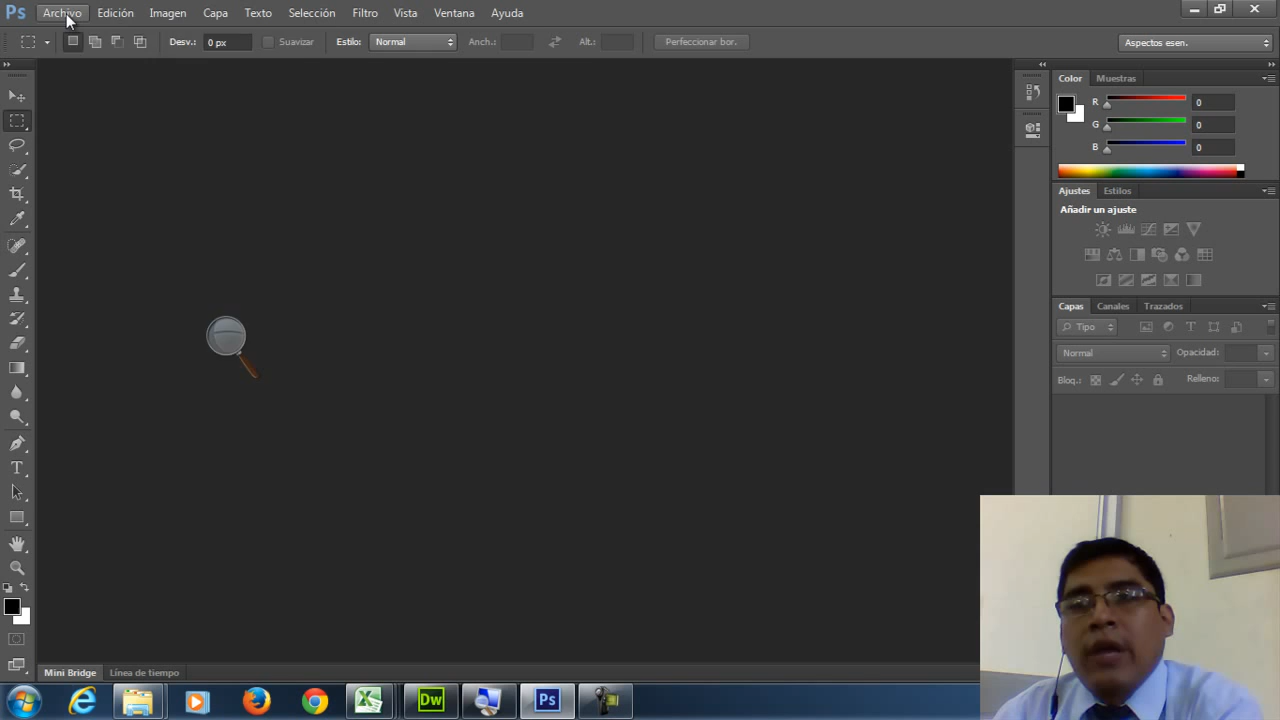 Ps Archivo Edición Imagen Capa Texto Selección Filtro Vista Ventana Ayuda
Desv.: 0 px Suavizar Estilo: Normal Anch.: Alt.: Perfeccionar bor. Aspectos esen.
Color Muestras
R 0
G 0
B 0
Ajustes Estilos
Añadir un ajuste
Capas Canales Trazados
Tipo T
Normal Opacidad:
Bloq.: Relleno:
T
Mini Bridge Línea de tiempo
Dw Ps